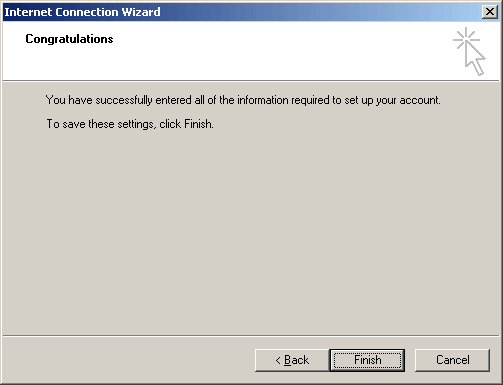 Internet Connection Wizard
Congratulations
You have successfully entered all of the information required to set up your account.
To save these settings, click Finish.
< Back
Finish
Cancel